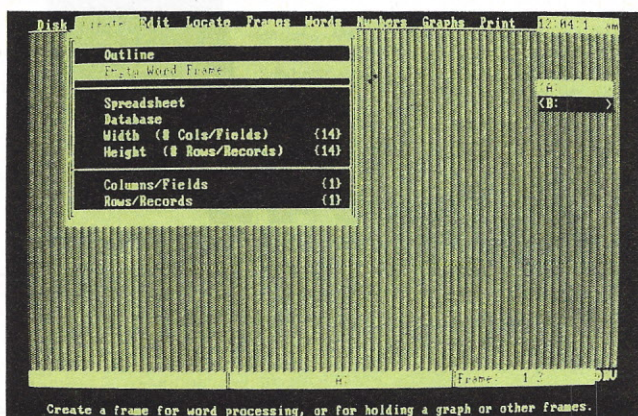 Disk Create Edit Locate Frames Words Numbers Graphs Print 12:04:1 am
Outline
Empty Word Frame
Spreadsheet
Database
Width (# Cols/Fields) {14}
Height (# Rows/Records) {14}
Columns/Fields {1}
Rows/Records {1}
A:
<B: >
A: Frame:
Create a frame for word processing, or for holding a graph or other frames.